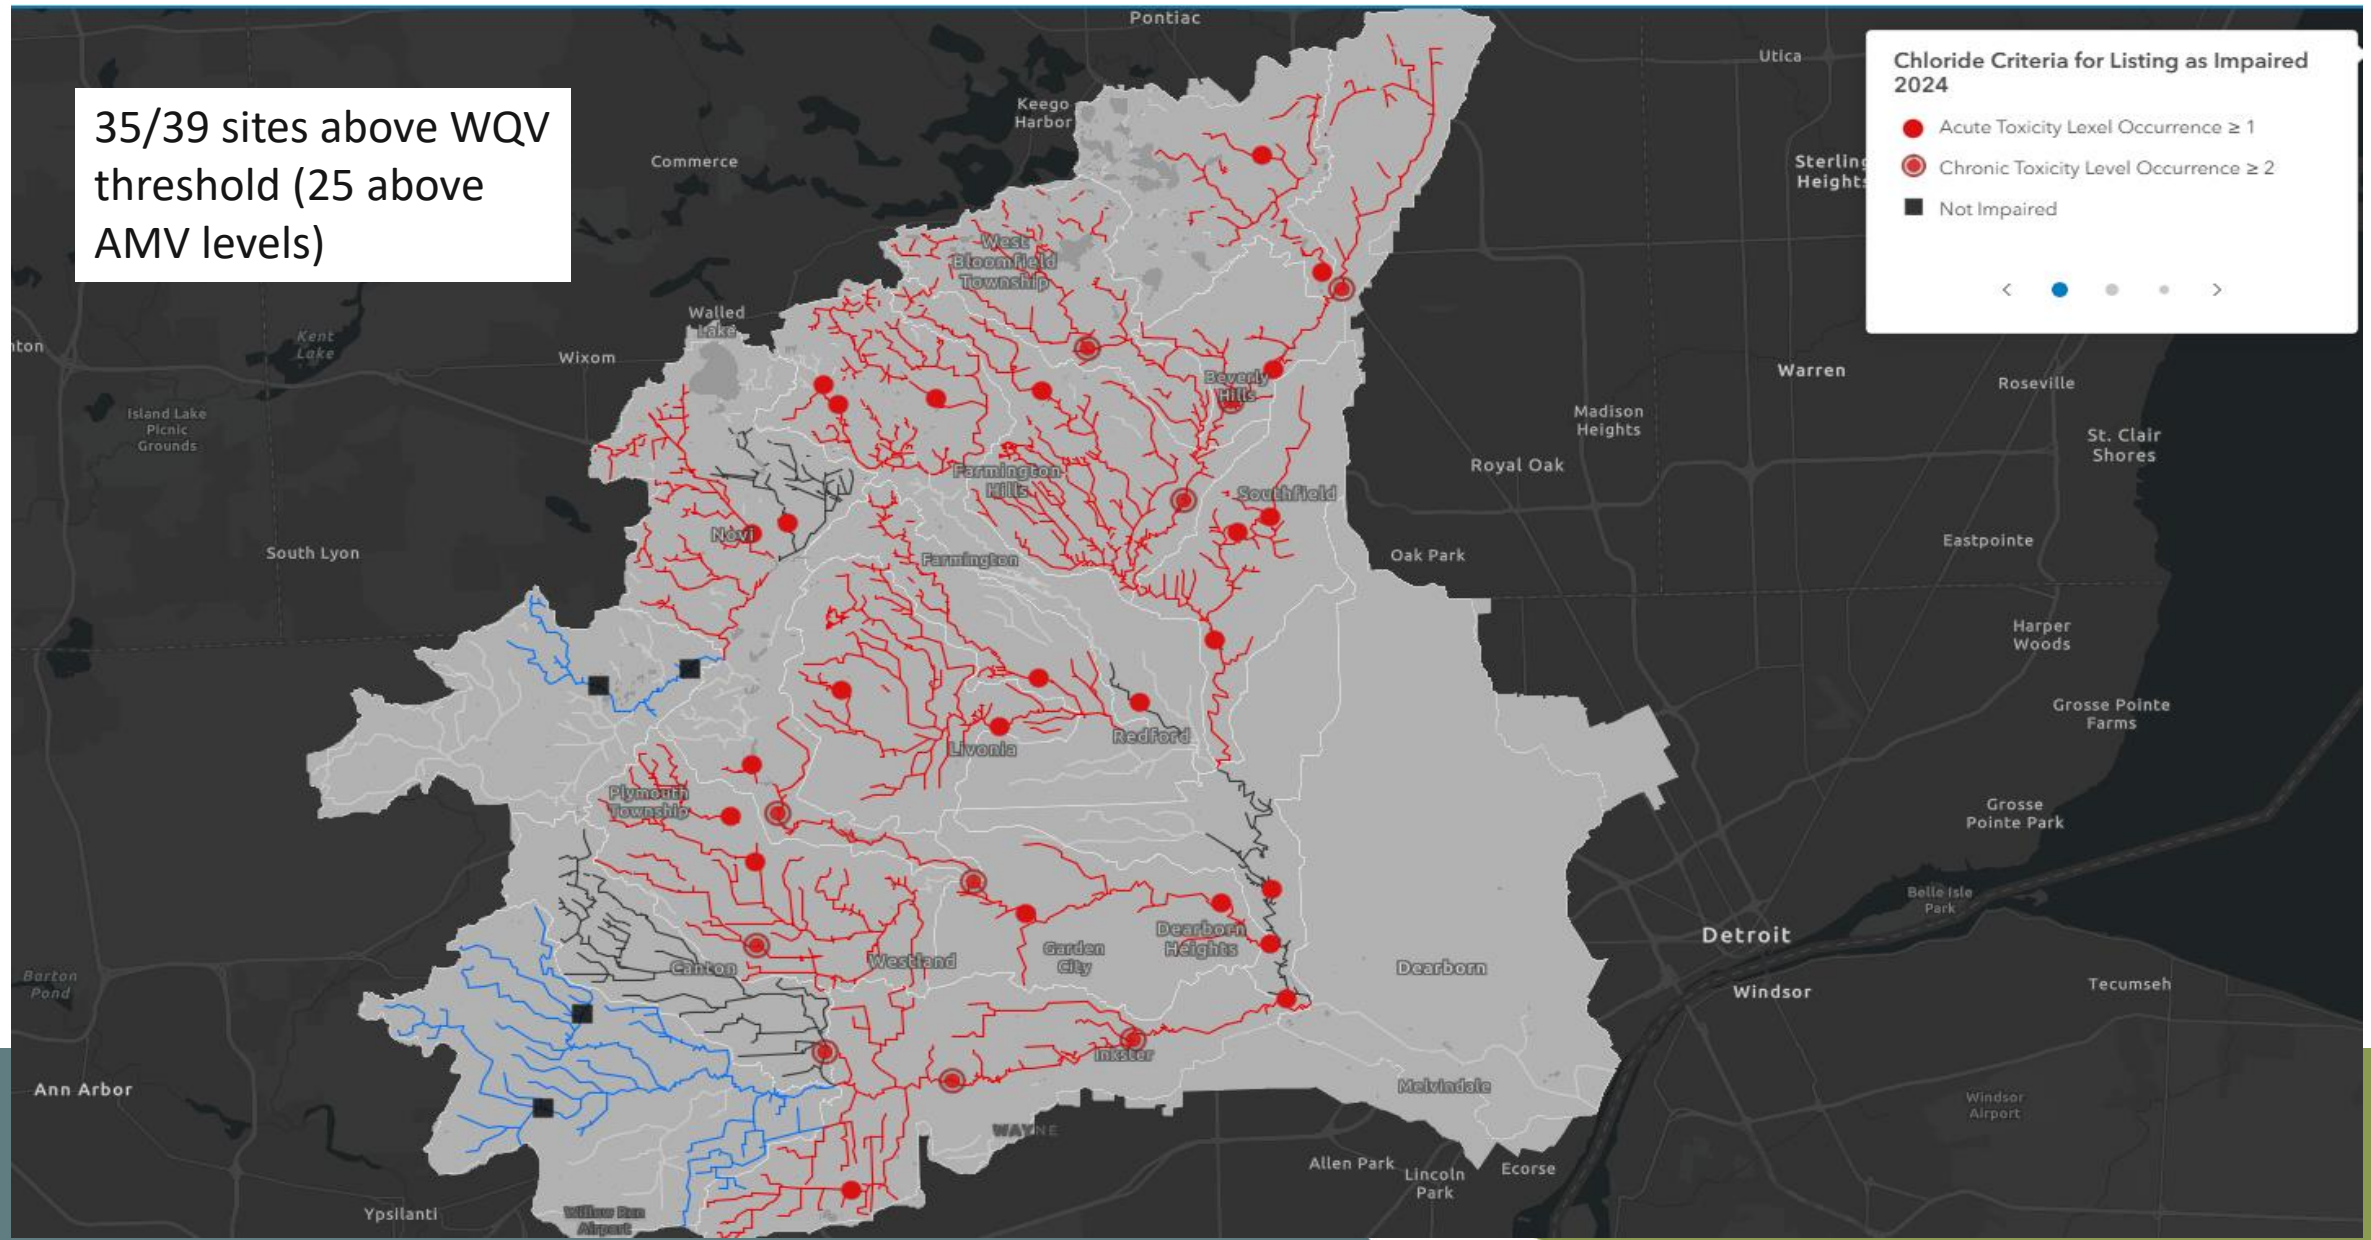 Pontiac
Utica
Chloride Criteria for Listing as Impaired
2024
Acute Toxicity Lexel Occurrence ≥ 1
Chronic Toxicity Level Occurrence ≥ 2
Not Impaired
35/39 sites above WQV
threshold (25 above
AMV levels)
Keego
Harbor
Commerce
Sterling
Heights
West
Bloomfield
Township
Walled
Lake
Kent
Lake
nton
Wixom
Warren
Roseville
Beverly
Hills
Island Lake
Picnic
Grounds
Madison
Heights
St. Clair
Shores
Royal Oak
Farmington
Hills
Southfield
Novi
South Lyon
Farmington
Oak Park
Eastpointe
Harper
Woods
Grosse Pointe
Farms
Redford
Livonia
Plymouth
Township
Grosse
Pointe Park
Belle Isle
Park
Detroit
Dearborn
Heights
Garden
City
Westland
Canton
Dearborn
Barton
Pond
Windsor
Tecumseh
Inkster
Ann Arbor
Melvindale
Windsor
Airport
WAYNE
Allen Park
Lincoln
Park
Ecorse
Ypsilanti
Willow Run
Airport